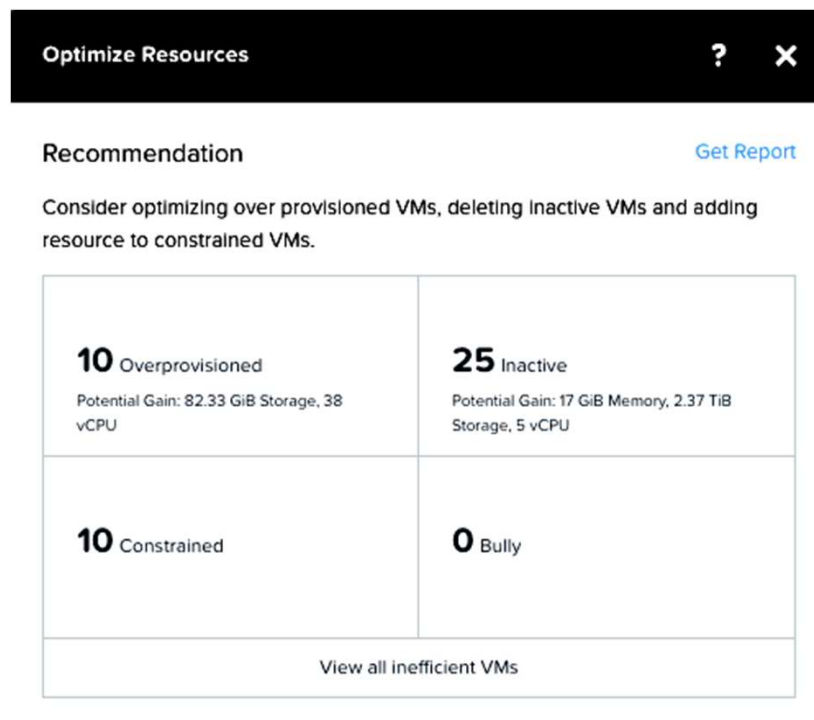 Optimize Resources ? ×
Recommendation Get Report
Consider optimizing over provisioned VMs, deleting inactive VMs and adding
resource to constrained VMs.
10 Overprovisioned
Potential Gain: 82.33 GiB Storage, 38
vCPU
25 Inactive
Potential Gain: 17 GiB Memory, 2.37 TiB
Storage, 5 vCPU
10 Constrained
0 Bully
View all inefficient VMs